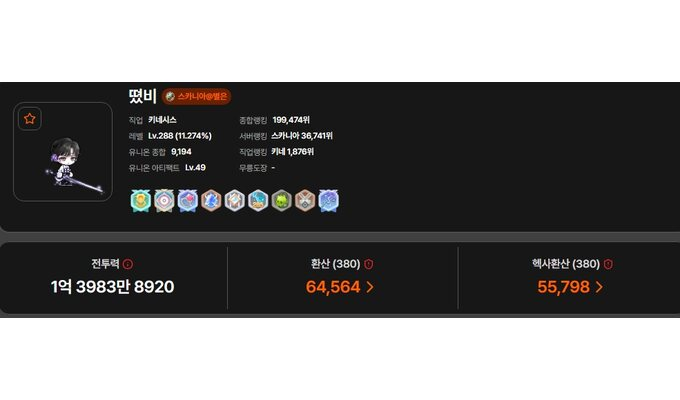 떴비 스카니아@별은
직업 키네시스 종합랭킹 199,474위
레벨 Lv.288 (11.274%) 서버랭킹 스카니아 36,741위
유니온 종합 9,194 직업랭킹 키네 1,876위
유니온 아티팩트 Lv.49 무릉도장 -
전투력 환산 (380) 헥사환산 (380)
1억 3983만 8920 64,564 > 55,798 >